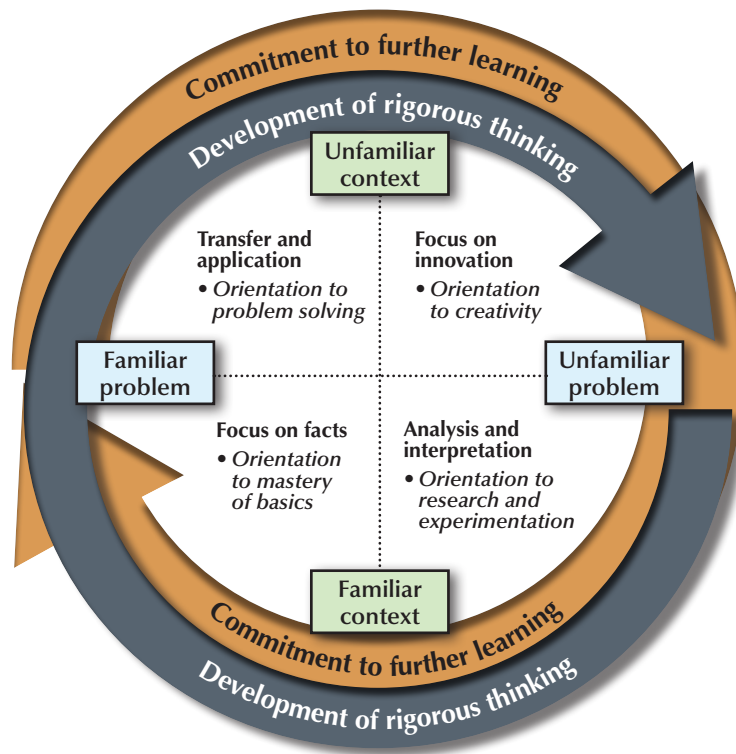 Commitment to further learning
Development of rigorous thinking
Unfamiliar
context
Transfer and
application
• Orientation to
problem solving
Focus on
innovation
• Orientation
to creativity
Familiar
problem
Unfamiliar
problem
Focus on facts
• Orientation
to mastery
of basics
Analysis and
interpretation
• Orientation to
research and
experimentation
Familiar
context
Commitment to further learning
Development of rigorous thinking